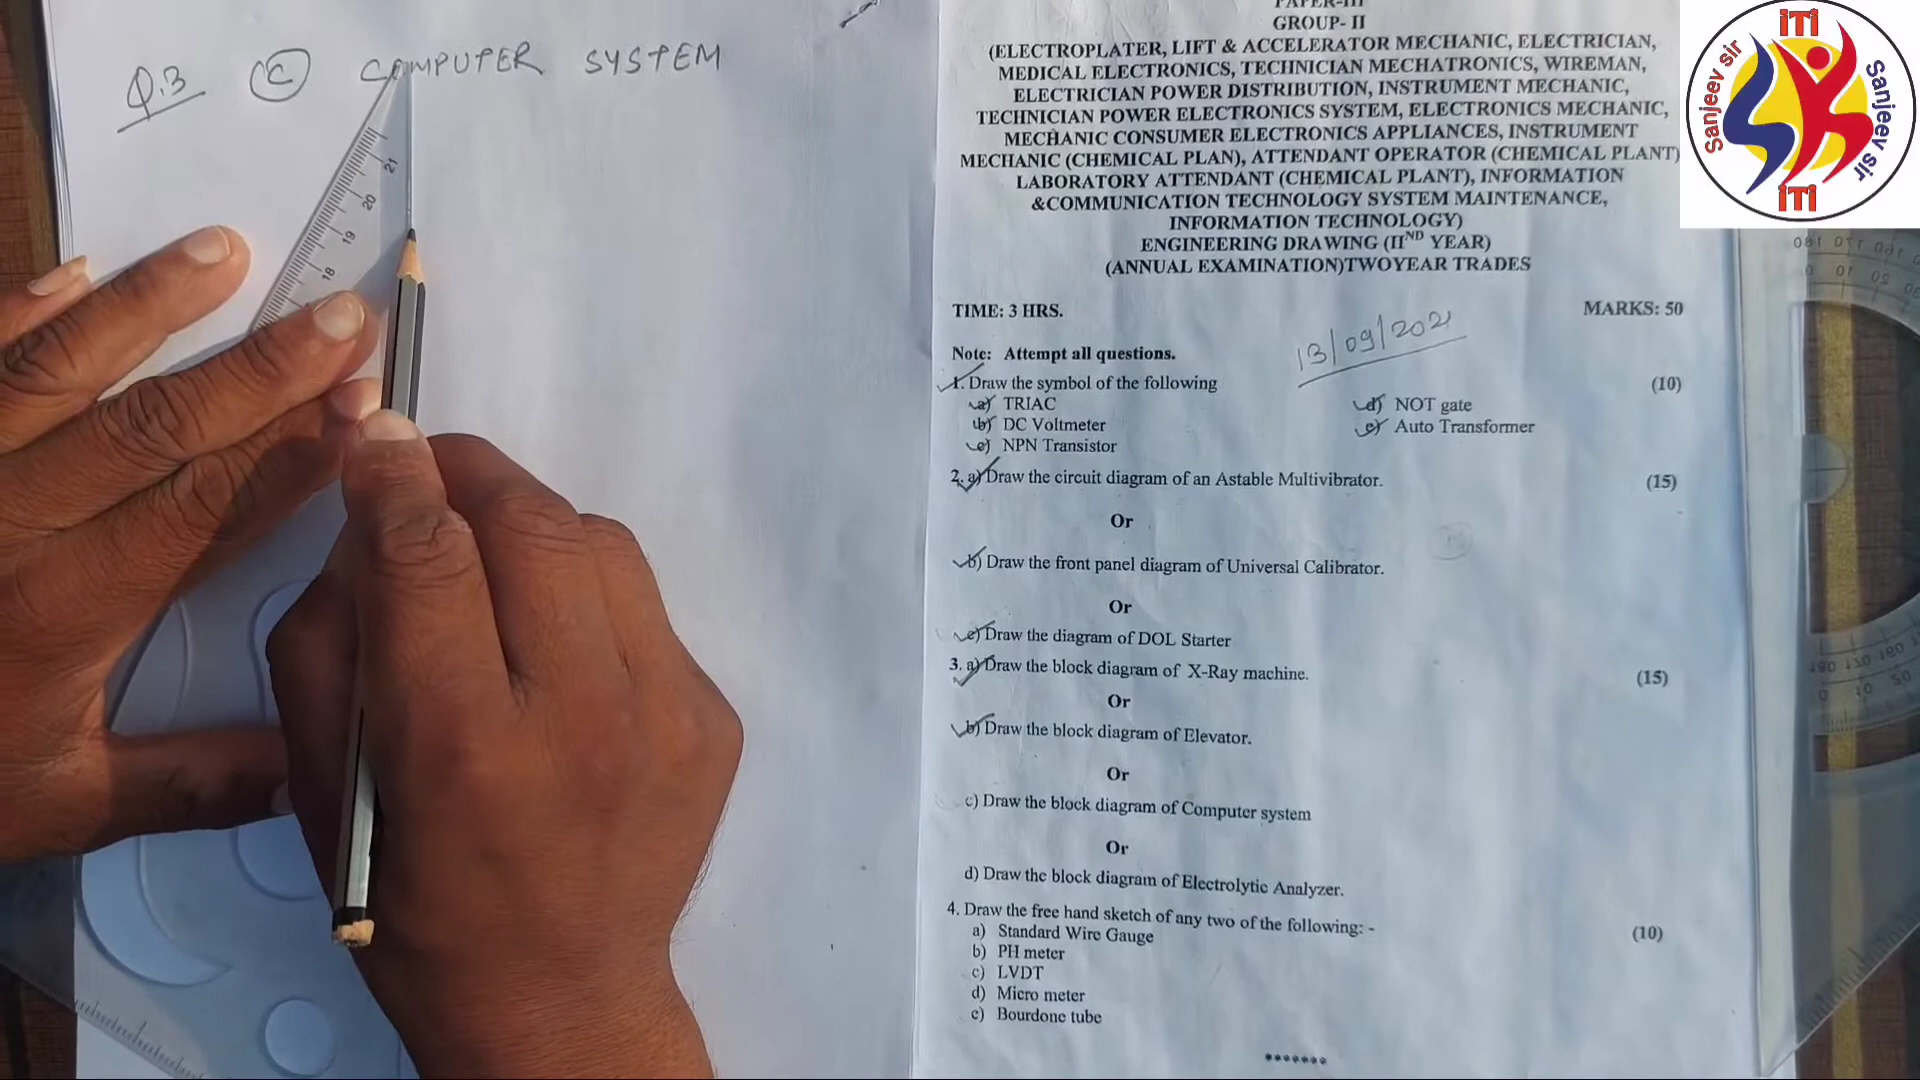 Q.3 (C) COMPUTER SYSTEM
21
20
19
18
PAPER-III
GROUP- II
(ELECTROPLATER, LIFT & ACCELERATOR MECHANIC, ELECTRICIAN,
MEDICAL ELECTRONICS, TECHNICIAN MECHATRONICS, WIREMAN,
ELECTRICIAN POWER DISTRIBUTION, INSTRUMENT MECHANIC,
TECHNICIAN POWER ELECTRONICS SYSTEM, ELECTRONICS MECHANIC,
MECHANIC CONSUMER ELECTRONICS APPLIANCES, INSTRUMENT
MECHANIC (CHEMICAL PLAN), ATTENDANT OPERATOR (CHEMICAL PLANT)
LABORATORY ATTENDANT (CHEMICAL PLANT), INFORMATION
&COMMUNICATION TECHNOLOGY SYSTEM MAINTENANCE,
INFORMATION TECHNOLOGY)
ENGINEERING DRAWING (IIND YEAR)
(ANNUAL EXAMINATION)TWOYEAR TRADES
TIME: 3 HRS. MARKS: 50
13/09/2021
Note: Attempt all questions.
1. Draw the symbol of the following (10)
a) TRIAC d) NOT gate
b) DC Voltmeter e) Auto Transformer
c) NPN Transistor
2. a) Draw the circuit diagram of an Astable Multivibrator. (15)
Or
b) Draw the front panel diagram of Universal Calibrator.
Or
c) Draw the diagram of DOL Starter
3. a) Draw the block diagram of X-Ray machine. (15)
Or
b) Draw the block diagram of Elevator.
Or
c) Draw the block diagram of Computer system
Or
d) Draw the block diagram of Electrolytic Analyzer.
4. Draw the free hand sketch of any two of the following: - (10)
a) Standard Wire Gauge
b) PH meter
c) LVDT
d) Micro meter
e) Bourdone tube
*******
iTi
Sanjeev sir
Sanjeev sir
iTi